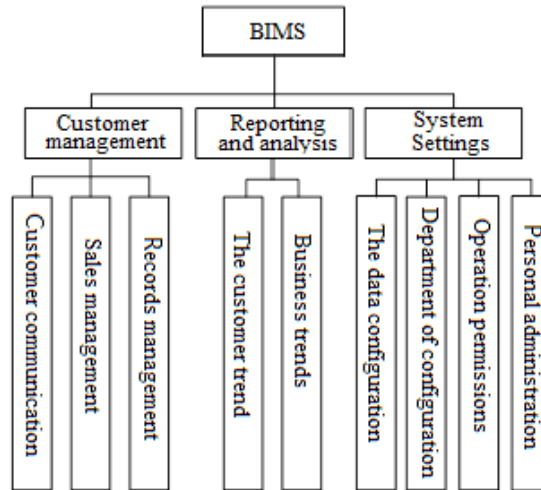 BIMS
Customer
management
Reporting
and analysis
System
Settings
Customer communication
Sales management
Records management
The customer trend
Business trends
The data configuration
Department of configuration
Operation permissions
Personal administration